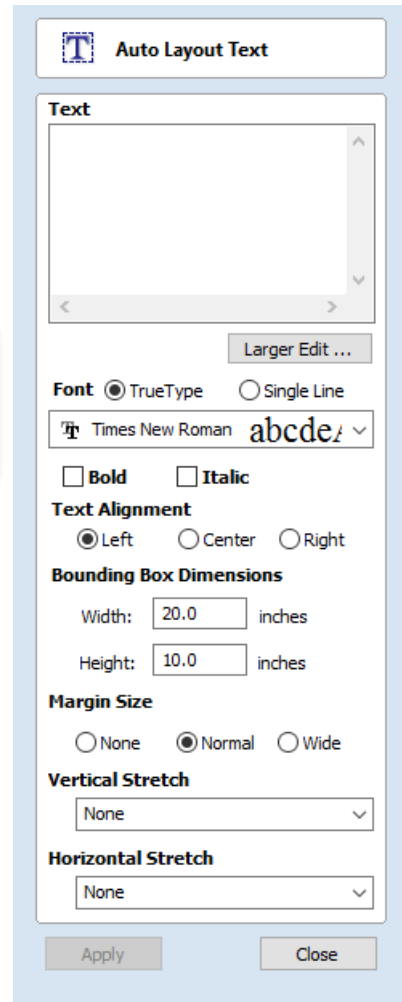 Auto Layout Text
Text
Larger Edit ...
Font TrueType Single Line
Times New Roman abcdeA
Bold Italic
Text Alignment
Left Center Right
Bounding Box Dimensions
Width: 20.0 inches
Height: 10.0 inches
Margin Size
None Normal Wide
Vertical Stretch
None
Horizontal Stretch
None
Apply Close